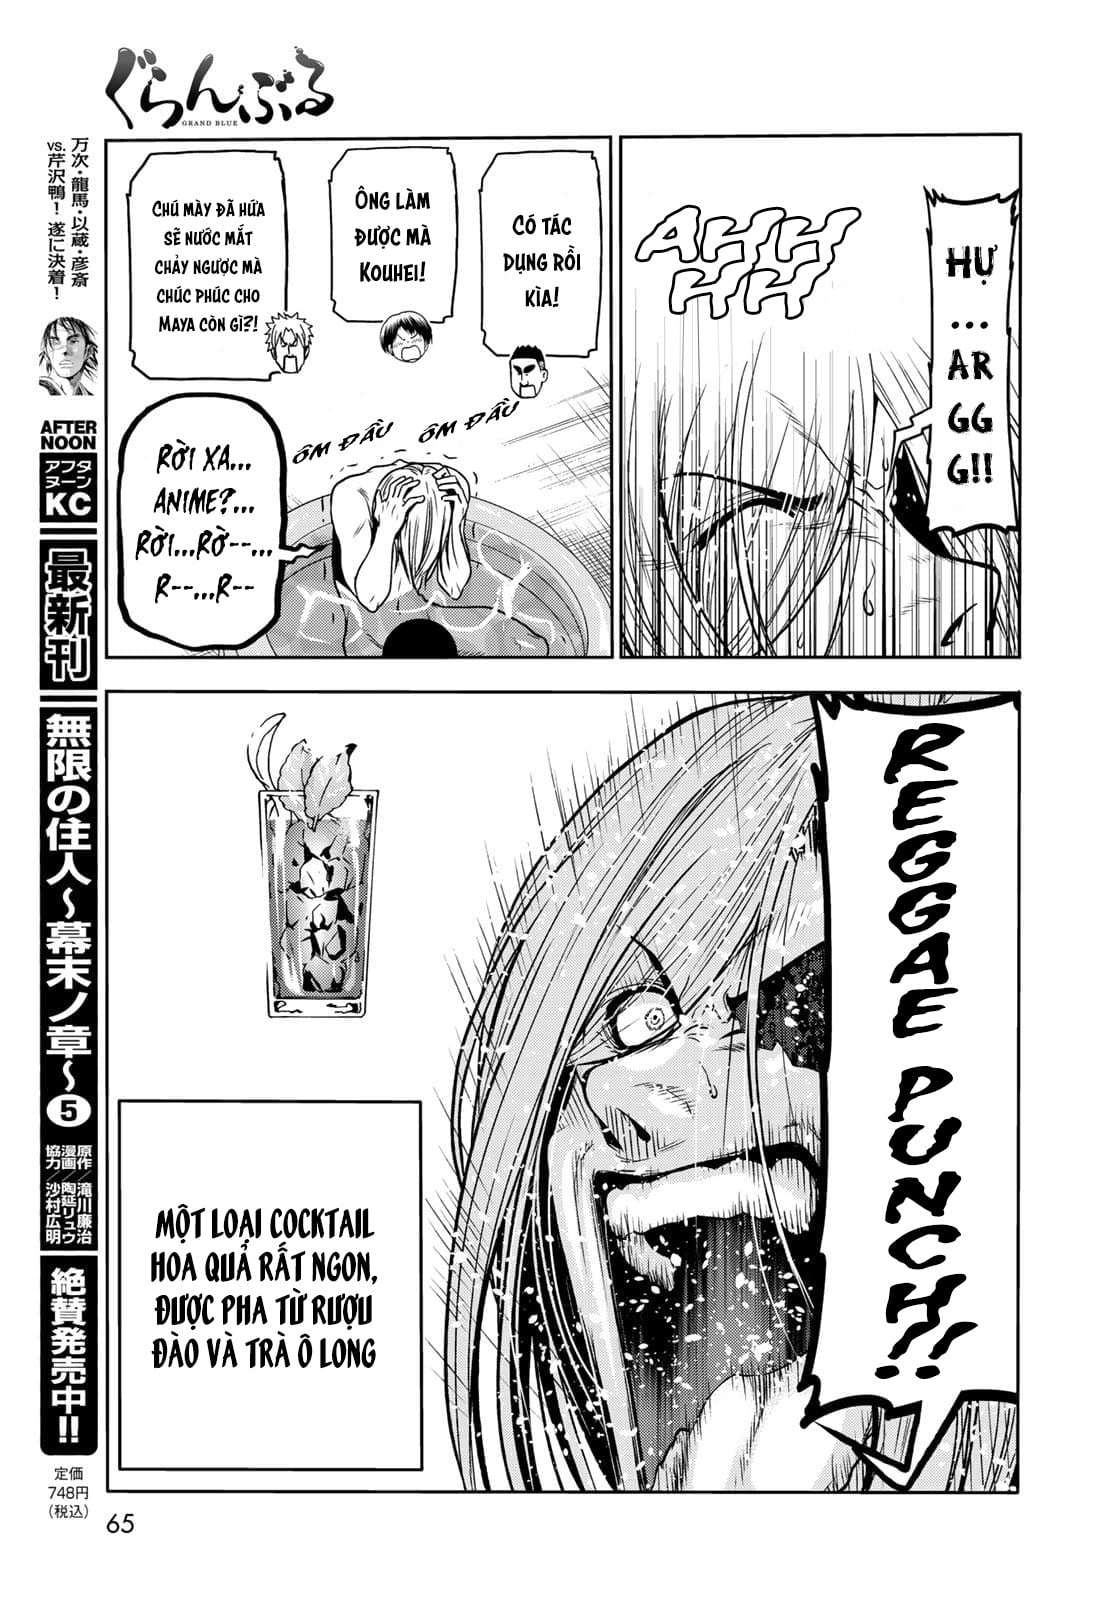 ぐらんぶる
GRAND BLUE
HỰ
...
AR
GG
G!!
AHH
HH
CÓ TÁC
DỤNG RỒI
KÌA!
ÔNG LÀM
ĐƯỢC MÀ
KOUHEI!
CHÚ MÀY ĐÃ HỨA
SẼ NƯỚC MẮT
CHẢY NGƯỢC MÀ
CHÚC PHÚC CHO
MAYA CÒN GÌ?!
ÔM ĐẦU
ÔM ĐẦU
RỜI XA...
ANIME?...
RỜI...RỜ--...
R--...R--
REGGAE PUNCH!!
MỘT LOẠI COCKTAIL
HOA QUẢ RẤT NGON,
ĐƯỢC PHA TỪ RƯỢU
ĐÀO VÀ TRÀ Ô LONG
万次・龍馬・以蔵・彦斎
vs.芹沢鴨！遂に決着！
AFTER
NOON
アフタ
ヌーン
KC
最新刊
無限の住人～幕末ノ章～5
原作 滝川廉治
漫画 陶延リュウ
協力 沙村広明
絶賛発売中!!
定価
748円
（税込）
65